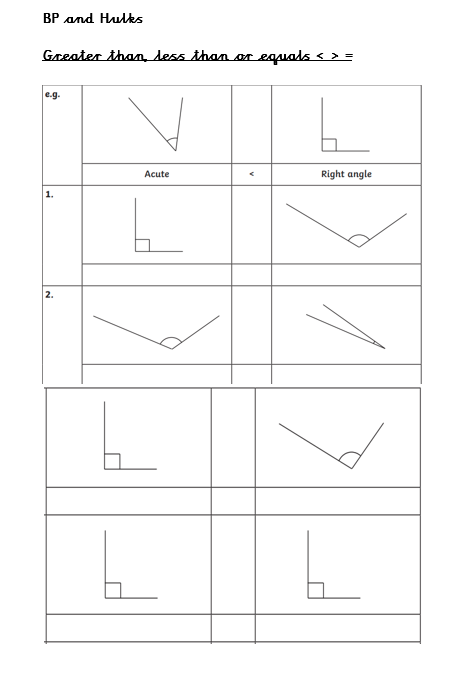 BP and Hulks
Greater than, less than or equals < > =
e.g.
Acute < Right angle
1.
2.